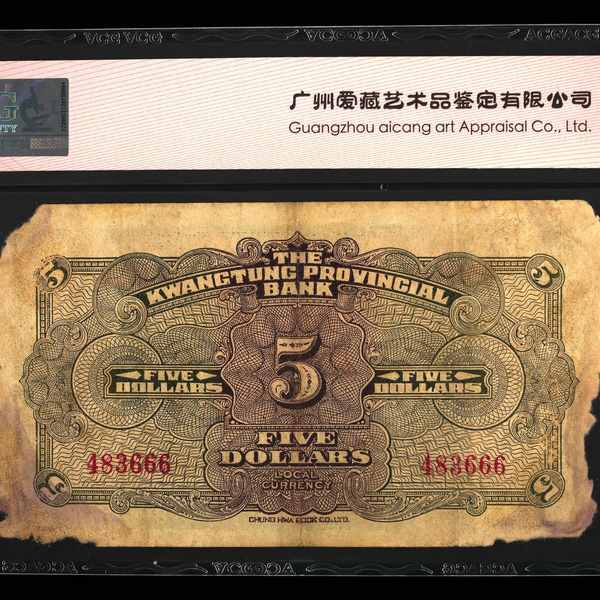 广州爱藏艺术品鉴定有限公司
Guangzhou aicang art Appraisal Co., Ltd.
5 5
THE
KWANGTUNG PROVINCIAL
BANK
5
FIVE DOLLARS
FIVE DOLLARS
FIVE
DOLLARS
LOCAL
CURRENCY
483666 483666
5 5
CHUNG HWA BOOK CO., LTD.